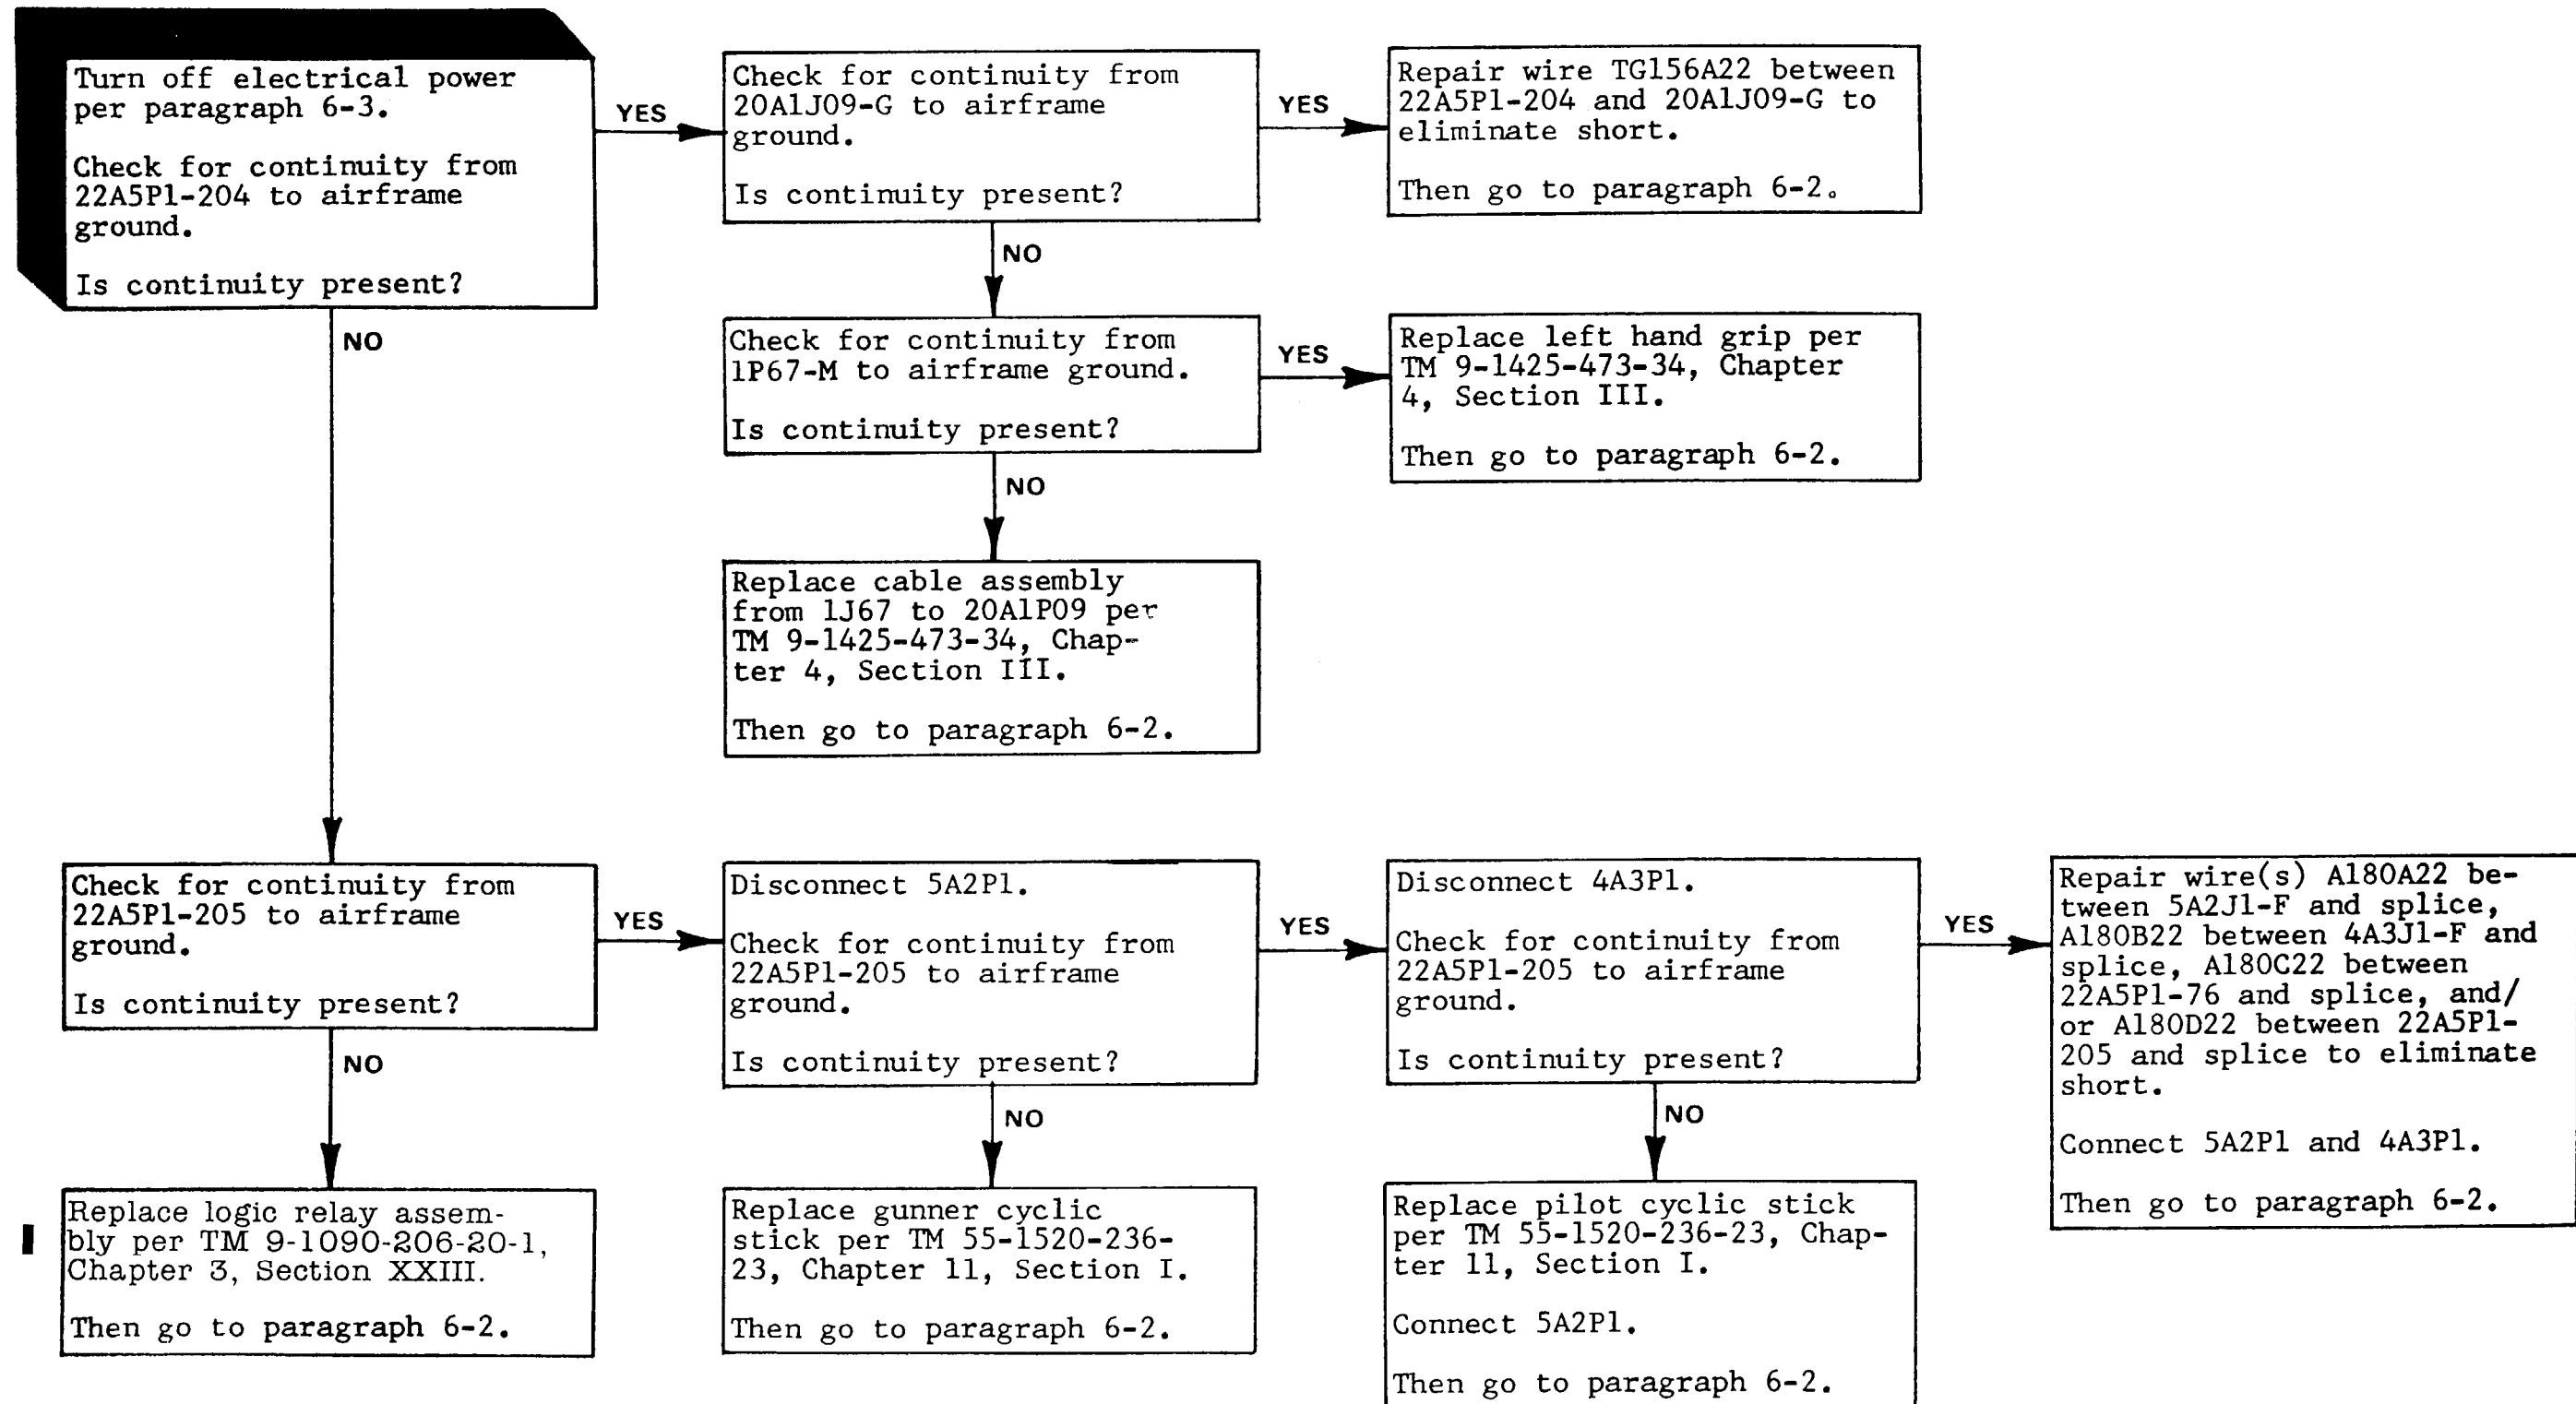 Turn off electrical power
per paragraph 6-3.
Check for continuity from
22A5P1-204 to airframe
ground.
Is continuity present?
YES
NO
Check for continuity from
20A1J09-G to airframe
ground.
Is continuity present?
YES
NO
Repair wire TG156A22 between
22A5P1-204 and 20A1J09-G to
eliminate short.
Then go to paragraph 6-2.
Check for continuity from
1P67-M to airframe ground.
Is continuity present?
YES
NO
Replace left hand grip per
TM 9-1425-473-34, Chapter
4, Section III.
Then go to paragraph 6-2.
Replace cable assembly
from 1J67 to 20A1P09 per
TM 9-1425-473-34, Chap-
ter 4, Section III.
Then go to paragraph 6-2.
Check for continuity from
22A5P1-205 to airframe
ground.
Is continuity present?
YES
NO
Disconnect 5A2P1.
Check for continuity from
22A5P1-205 to airframe
ground.
Is continuity present?
YES
NO
Disconnect 4A3P1.
Check for continuity from
22A5P1-205 to airframe
ground.
Is continuity present?
YES
NO
Repair wire(s) A180A22 be-
tween 5A2J1-F and splice,
A180B22 between 4A3J1-F and
splice, A180C22 between
22A5P1-76 and splice, and/
or A180D22 between 22A5P1-
205 and splice to eliminate
short.
Connect 5A2P1 and 4A3P1.
Then go to paragraph 6-2.
Replace logic relay assem-
bly per TM 9-1090-206-20-1,
Chapter 3, Section XXIII.
Then go to paragraph 6-2.
Replace gunner cyclic
stick per TM 55-1520-236-
23, Chapter 11, Section I.
Then go to paragraph 6-2.
Replace pilot cyclic stick
per TM 55-1520-236-23, Chap-
ter 11, Section I.
Connect 5A2P1.
Then go to paragraph 6-2.